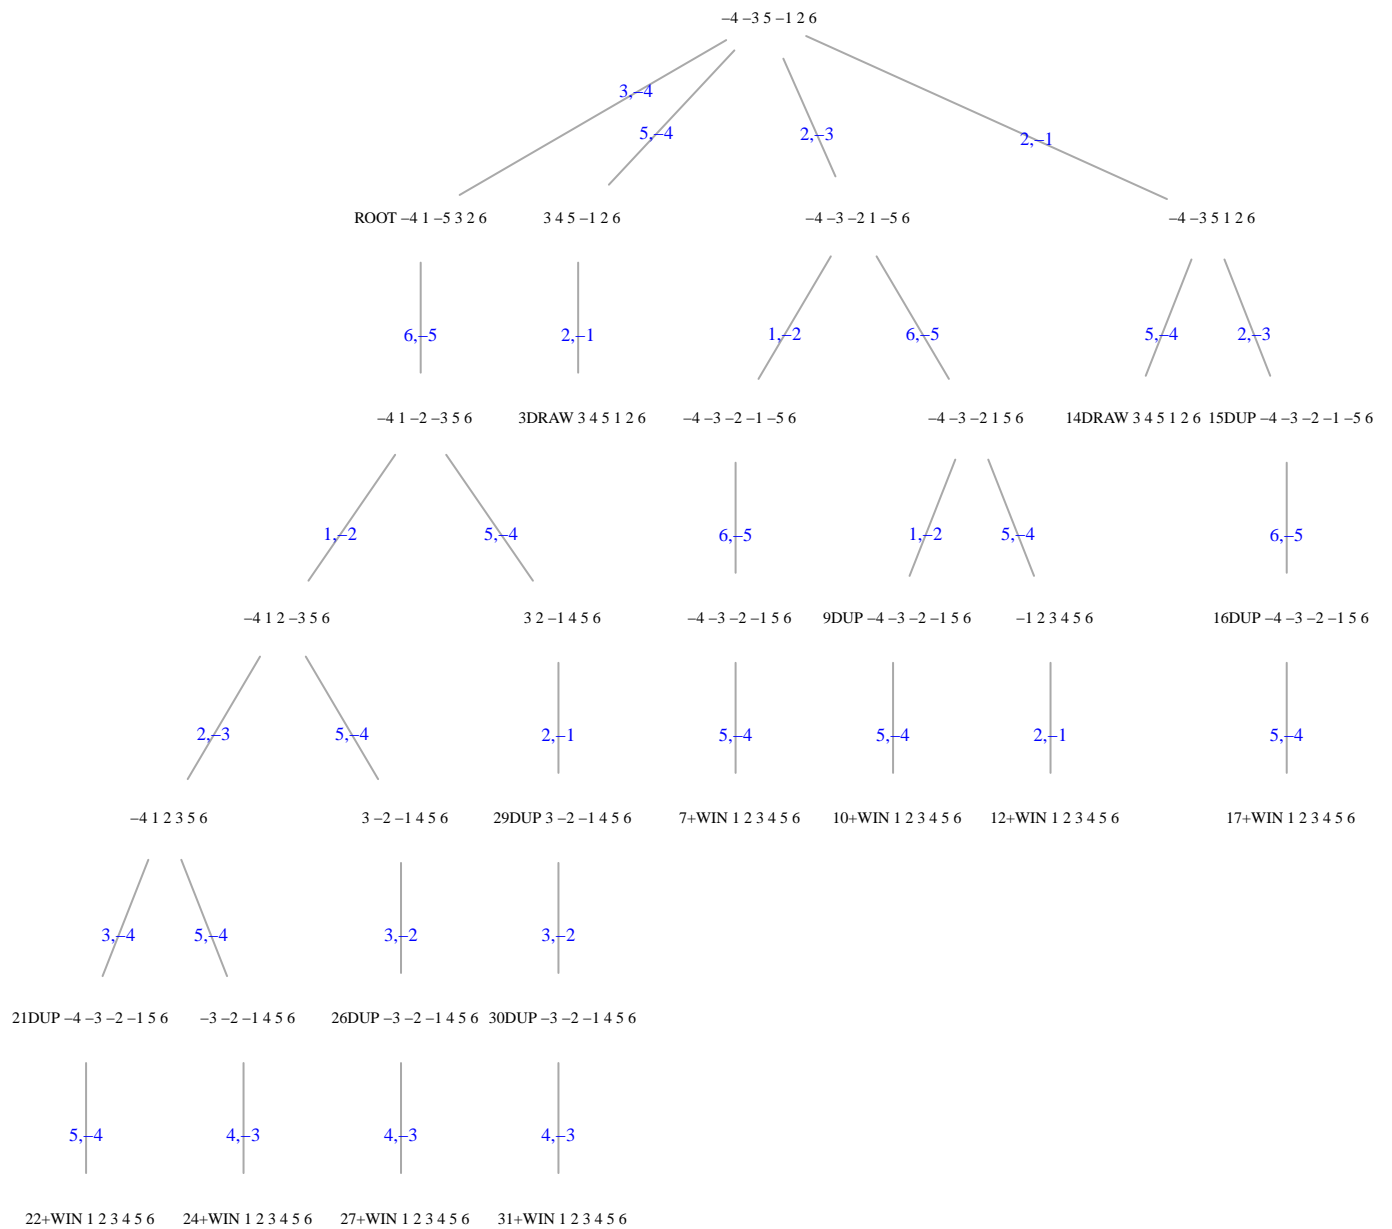 −4 −3 5 −1 2 6
3,−4
5,−4
2,−3
2,−1
ROOT −4 1 −5 3 2 6
3 4 5 −1 2 6
−4 −3 −2 1 −5 6
−4 −3 5 1 2 6
6,−5
2,−1
1,−2
6,−5
5,−4
2,−3
−4 1 −2 −3 5 6
3DRAW 3 4 5 1 2 6
−4 −3 −2 −1 −5 6
−4 −3 −2 1 5 6
14DRAW 3 4 5 1 2 6
15DUP −4 −3 −2 −1 −5 6
1,−2
5,−4
6,−5
1,−2
5,−4
6,−5
−4 1 2 −3 5 6
3 2 −1 4 5 6
−4 −3 −2 −1 5 6
9DUP −4 −3 −2 −1 5 6
−1 2 3 4 5 6
16DUP −4 −3 −2 −1 5 6
2,−3
5,−4
2,−1
5,−4
5,−4
2,−1
5,−4
−4 1 2 3 5 6
3 −2 −1 4 5 6
29DUP 3 −2 −1 4 5 6
7+WIN 1 2 3 4 5 6
10+WIN 1 2 3 4 5 6
12+WIN 1 2 3 4 5 6
17+WIN 1 2 3 4 5 6
3,−4
5,−4
3,−2
3,−2
21DUP −4 −3 −2 −1 5 6
−3 −2 −1 4 5 6
26DUP −3 −2 −1 4 5 6
30DUP −3 −2 −1 4 5 6
5,−4
4,−3
4,−3
4,−3
22+WIN 1 2 3 4 5 6
24+WIN 1 2 3 4 5 6
27+WIN 1 2 3 4 5 6
31+WIN 1 2 3 4 5 6